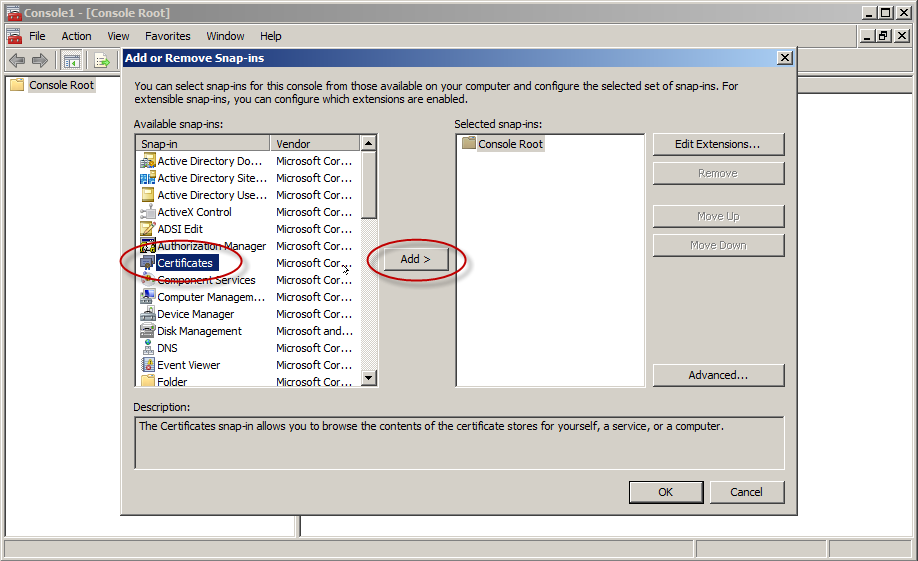 Console1 - [Console Root]
File Action View Favorites Window Help
Console Root
Add or Remove Snap-ins
You can select snap-ins for this console from those available on your computer and configure the selected set of snap-ins. For
extensible snap-ins, you can configure which extensions are enabled.
Available snap-ins:
Snap-in Vendor
Active Directory Do... Microsoft Cor...
Active Directory Site... Microsoft Cor...
Active Directory Use... Microsoft Cor...
ActiveX Control Microsoft Cor...
ADSI Edit Microsoft Cor...
Authorization Manager Microsoft Cor...
Certificates Microsoft Cor...
Component Services Microsoft Cor...
Computer Managem... Microsoft Cor...
Device Manager Microsoft Cor...
Disk Management Microsoft and...
DNS Microsoft Cor...
Event Viewer Microsoft Cor...
Folder Microsoft Cor...
Add >
Selected snap-ins:
Console Root
Edit Extensions...
Remove
Move Up
Move Down
Advanced...
Description:
The Certificates snap-in allows you to browse the contents of the certificate stores for yourself, a service, or a computer.
OK Cancel